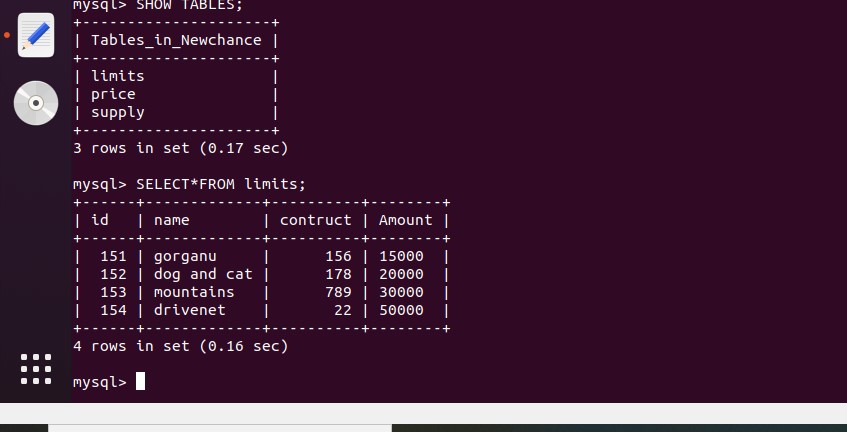 mysql> SHOW TABLES;
+---------------------+
| Tables_in_Newchance |
+---------------------+
| limits              |
| price               |
| supply              |
+---------------------+
3 rows in set (0.17 sec)
mysql> SELECT*FROM limits;
+------+-------------+----------+--------+
| id   | name        | contruct | Amount |
+------+-------------+----------+--------+
|  151 | gorganu     |      156 | 15000  |
|  152 | dog and cat |      178 | 20000  |
|  153 | mountains   |      789 | 30000  |
|  154 | drivenet    |       22 | 50000  |
+------+-------------+----------+--------+
4 rows in set (0.16 sec)
mysql>